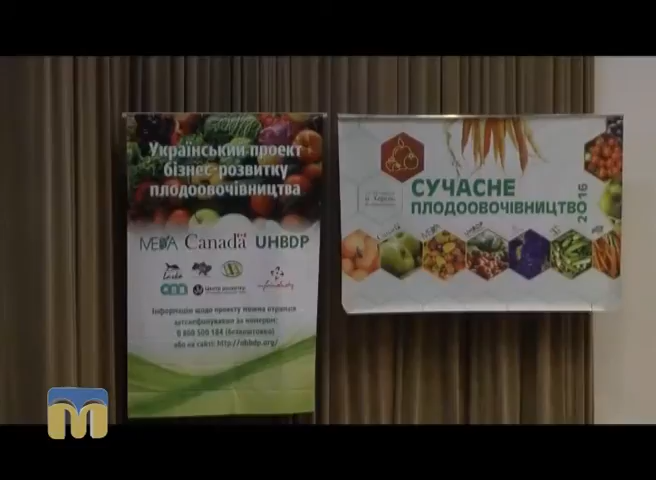 Український проект
бізнес-розвитку
плодоовочівництва
MEDA Canada UHBDP
Інформацію щодо проекту можна отримати
зателефонувавши за номером:
0 800 500 184 (безкоштовно)
або на сайті: http://uhbdp.org/
СУЧАСНЕ
ПЛОДООВОЧІВНИЦТВО
2016
M